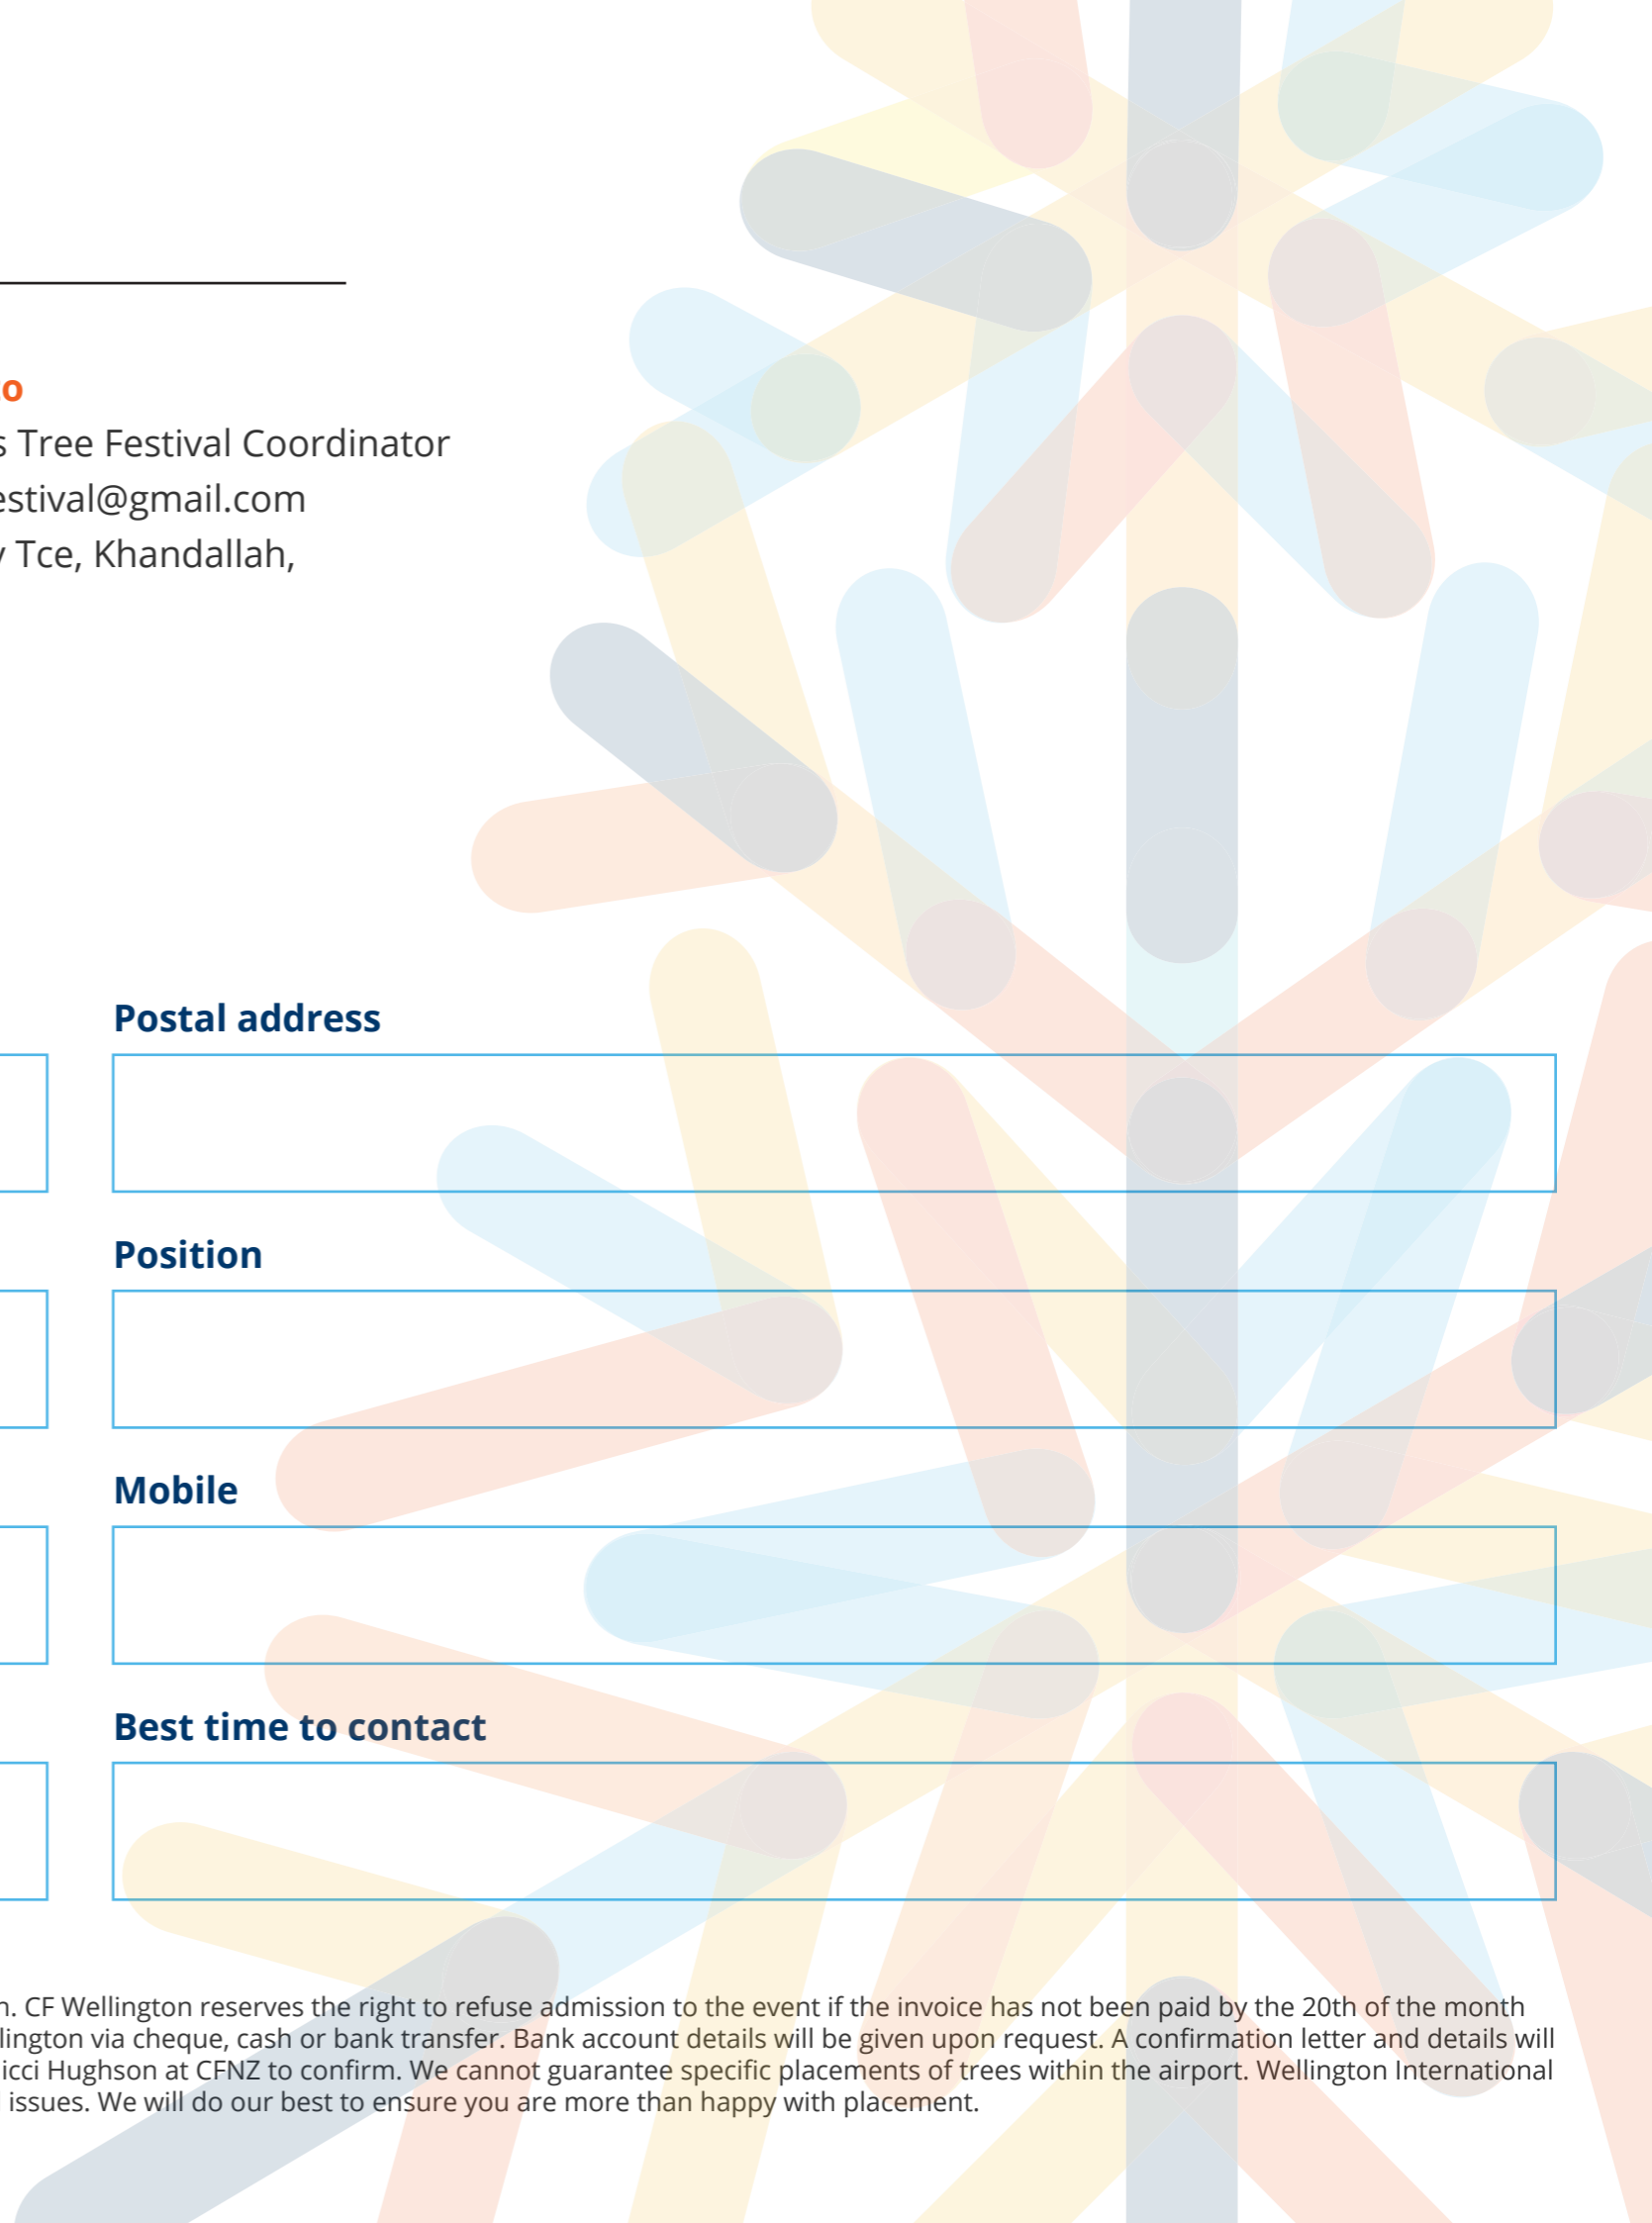 o
s Tree Festival Coordinator
estival@gmail.com
y Tce, Khandallah,
Postal address
Position
Mobile
Best time to contact
n. CF Wellington reserves the right to refuse admission to the event if the invoice has not been paid by the 20th of the month
lington via cheque, cash or bank transfer. Bank account details will be given upon request. A confirmation letter and details will
icci Hughson at CFNZ to confirm. We cannot guarantee specific placements of trees within the airport. Wellington International
issues. We will do our best to ensure you are more than happy with placement.